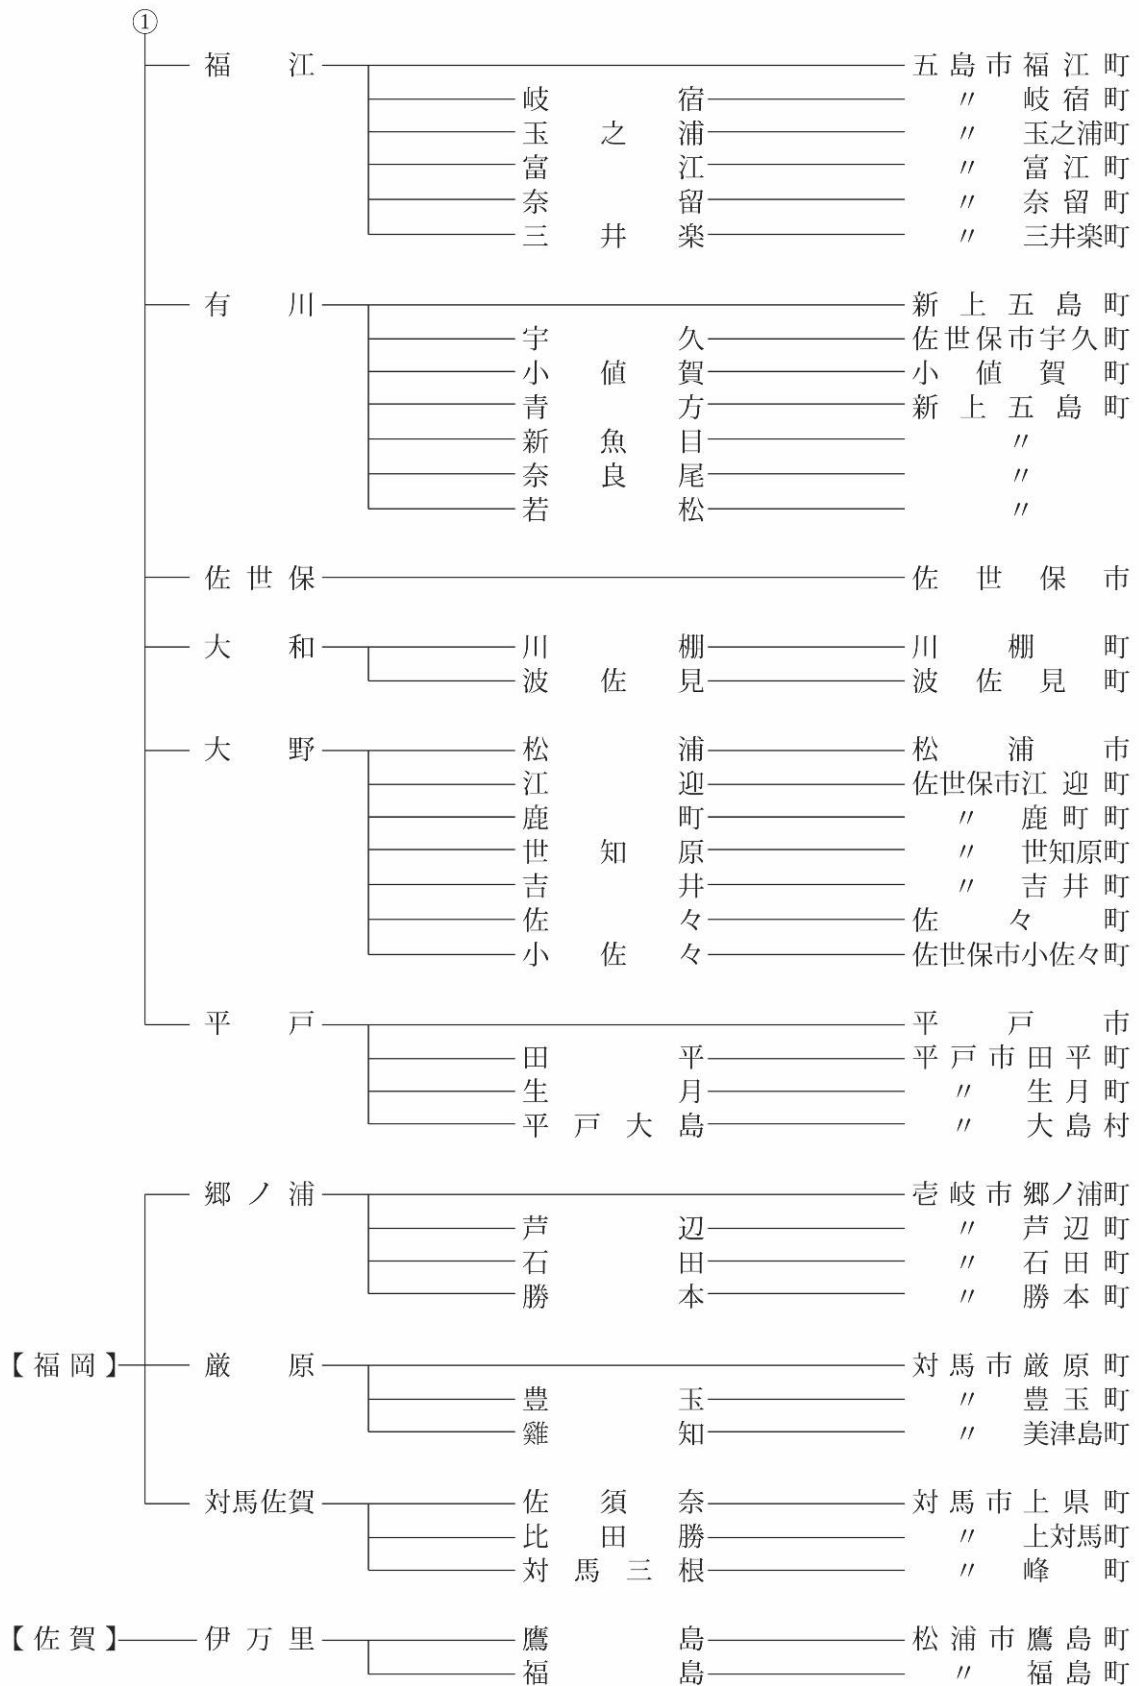 ①
福江 五島市福江町
岐宿 〃 岐宿町
玉之浦 〃 玉之浦町
富江 〃 富江町
奈留 〃 奈留町
三井楽 〃 三井楽町
有川 新上五島町
宇久 佐世保市宇久町
小値賀 小値賀町
青方 新上五島町
新魚目 〃
奈良尾 〃
若松 〃
佐世保 佐世保市
大和 川棚 川棚町
波佐見 波佐見町
大野 松浦 松浦市
江迎 佐世保市江迎町
鹿町 〃 鹿町町
世知原 〃 世知原町
吉井 〃 吉井町
佐々 佐々町
小佐々 佐世保市小佐々町
平戸 平戸市
田平 平戸市田平町
生月 〃 生月町
平戸大島 〃 大島村
郷ノ浦 壱岐市郷ノ浦町
芦辺 〃 芦辺町
石田 〃 石田町
勝本 〃 勝本町
【福岡】 厳原 対馬市厳原町
豊玉 〃 豊玉町
雞知 〃 美津島町
対馬佐賀 佐須奈 対馬市上県町
比田勝 〃 上対馬町
対馬三根 〃 峰町
【佐賀】 伊万里 鷹島 松浦市鷹島町
福島 〃 福島町